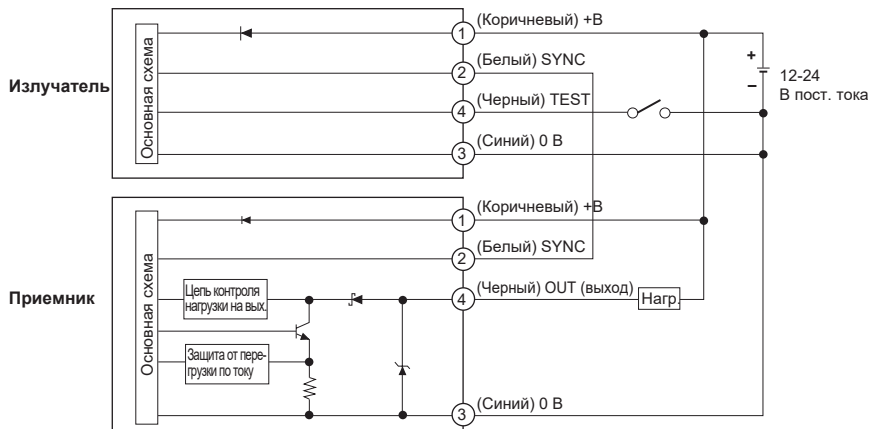 (Коричневый) +В
1
(Белый) SYNC
2
Излучатель
Основная схема
+
–
12-24
В пост. тока
(Черный) TEST
4
(Синий) 0 В
3
(Коричневый) +В
1
(Белый) SYNC
2
Приемник
Основная схема
Цепь контроля
нагрузки на вых.
(Черный) OUT (выход)
4
Нагр.
Защита от пере-
грузки по току
(Синий) 0 В
3